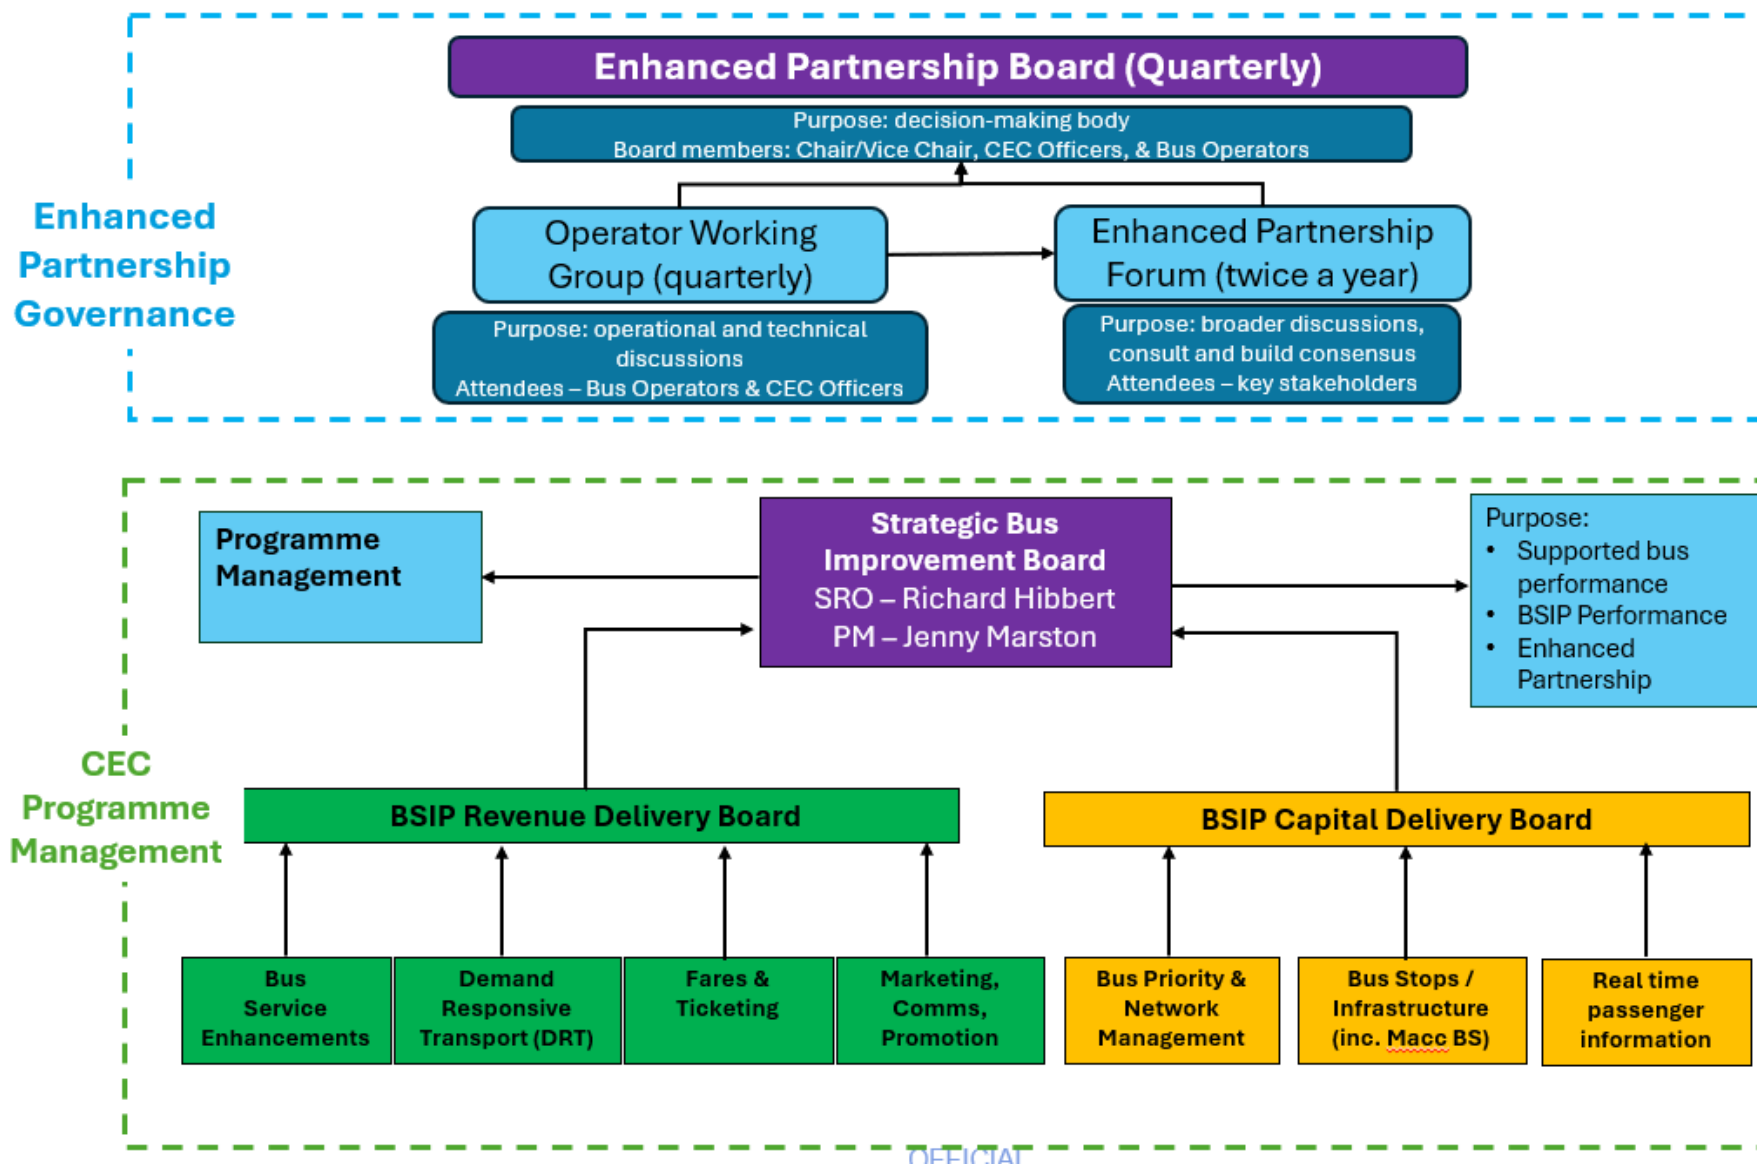 Enhanced Partnership Board (Quarterly)
Purpose: decision-making body
Board members: Chair/Vice Chair, CEC Officers, & Bus Operators
Enhanced
Partnership
Governance
Operator Working
Group (quarterly)
Enhanced Partnership
Forum (twice a year)
Purpose: operational and technical
discussions
Attendees – Bus Operators & CEC Officers
Purpose: broader discussions,
consult and build consensus
Attendees – key stakeholders
Programme
Management
Strategic Bus
Improvement Board
SRO – Richard Hibbert
PM – Jenny Marston
Purpose:
• Supported bus
performance
• BSIP Performance
• Enhanced
Partnership
CEC
Programme
Management
BSIP Revenue Delivery Board
BSIP Capital Delivery Board
Bus
Service
Enhancements
Demand
Responsive
Transport (DRT)
Fares &
Ticketing
Marketing,
Comms,
Promotion
Bus Priority &
Network
Management
Bus Stops /
Infrastructure
(inc. Macc BS)
Real time
passenger
information
OFFICIAL